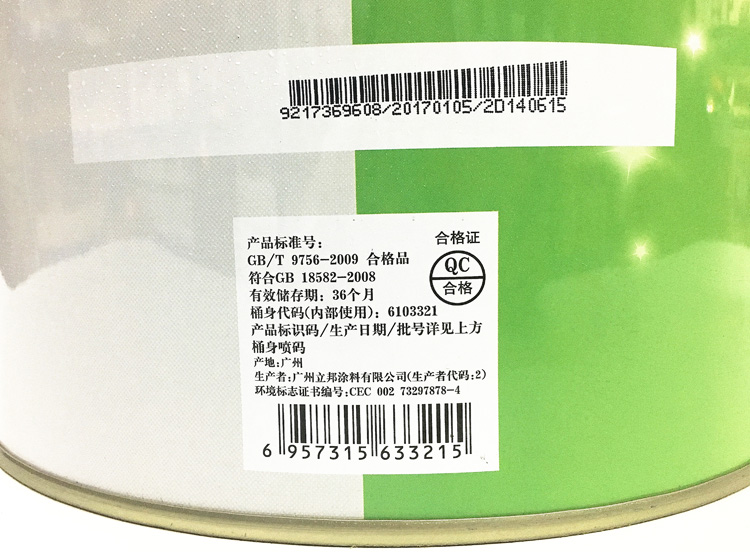 9217369608/20170105/2D140615
产品标准号：
合格证
GB/T 9756-2009 合格品
QC
合格
符合GB 18582-2008
有效储存期：36个月
桶身代码(内部使用)：6103321
产品标识码/生产日期/批号详见上方
桶身喷码
产地:广州
生产者:广州立邦涂料有限公司(生产者代码:2)
环境标志证书编号:CEC 002 73297878-4
6 957315 633215